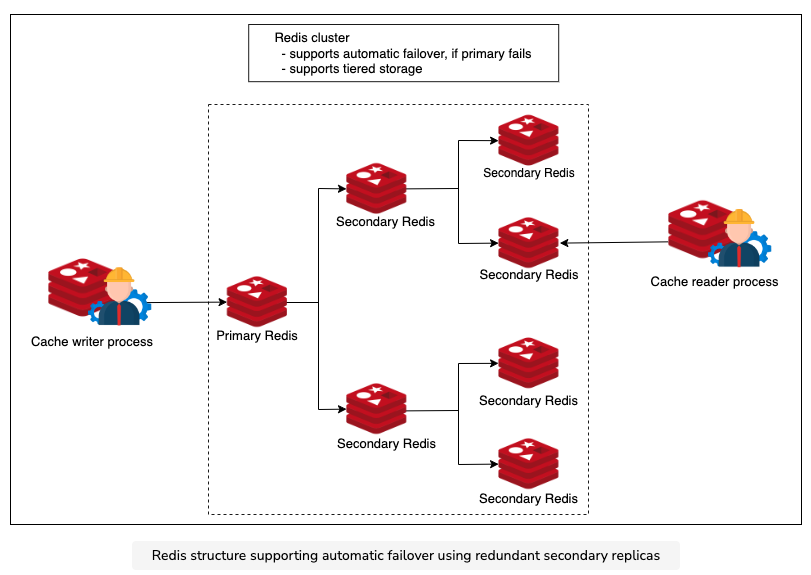 Redis cluster
- supports automatic failover, if primary fails
- supports tiered storage
Secondary Redis
Secondary Redis
Secondary Redis
Cache reader process
Primary Redis
Cache writer process
Secondary Redis
Secondary Redis
Secondary Redis
Redis structure supporting automatic failover using redundant secondary replicas